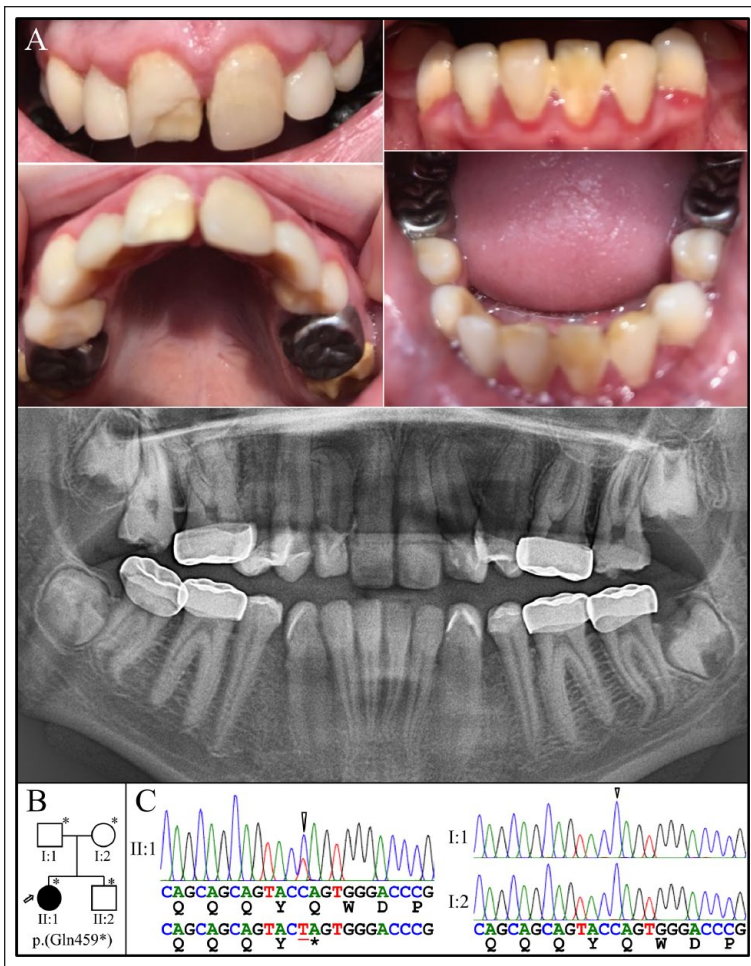 A
B
* *
I:1 I:2
* *
II:1 II:2
p.(Gln459*)
C
II:1
CAGCAGCAGTACCAGTGGGACCCG
Q Q Q Y Q W D P
CAGCAGCAGTACTAGTGGGACCCG
Q Q Q Y *
I:1
I:2
CAGCAGCAGTACCAGTGGGACCCG
Q Q Q Y Q W D P